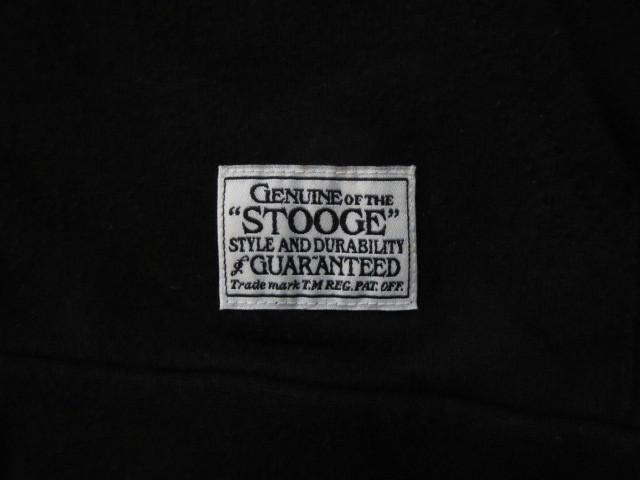 GENUINE OF THE
"STOOGE"
STYLE AND DURABILITY
& GUARANTEED
Trade mark T.M REG. PAT. OFF.